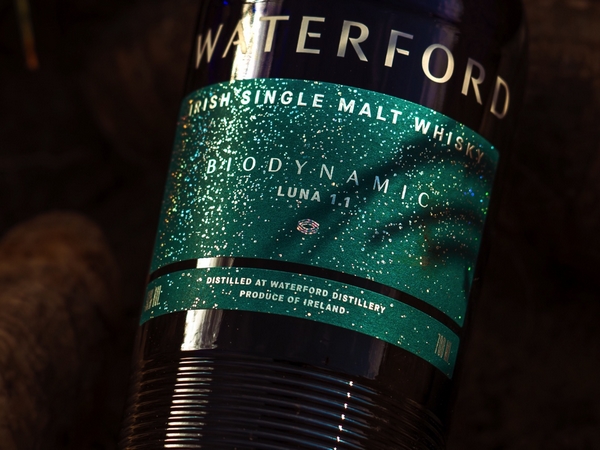 WATERFORD
IRISH SINGLE MALT WHISKY
BIODYNAMIC
LUNA 1.1
DISTILLED AT WATERFORD DISTILLERY
PRODUCE OF IRELAND